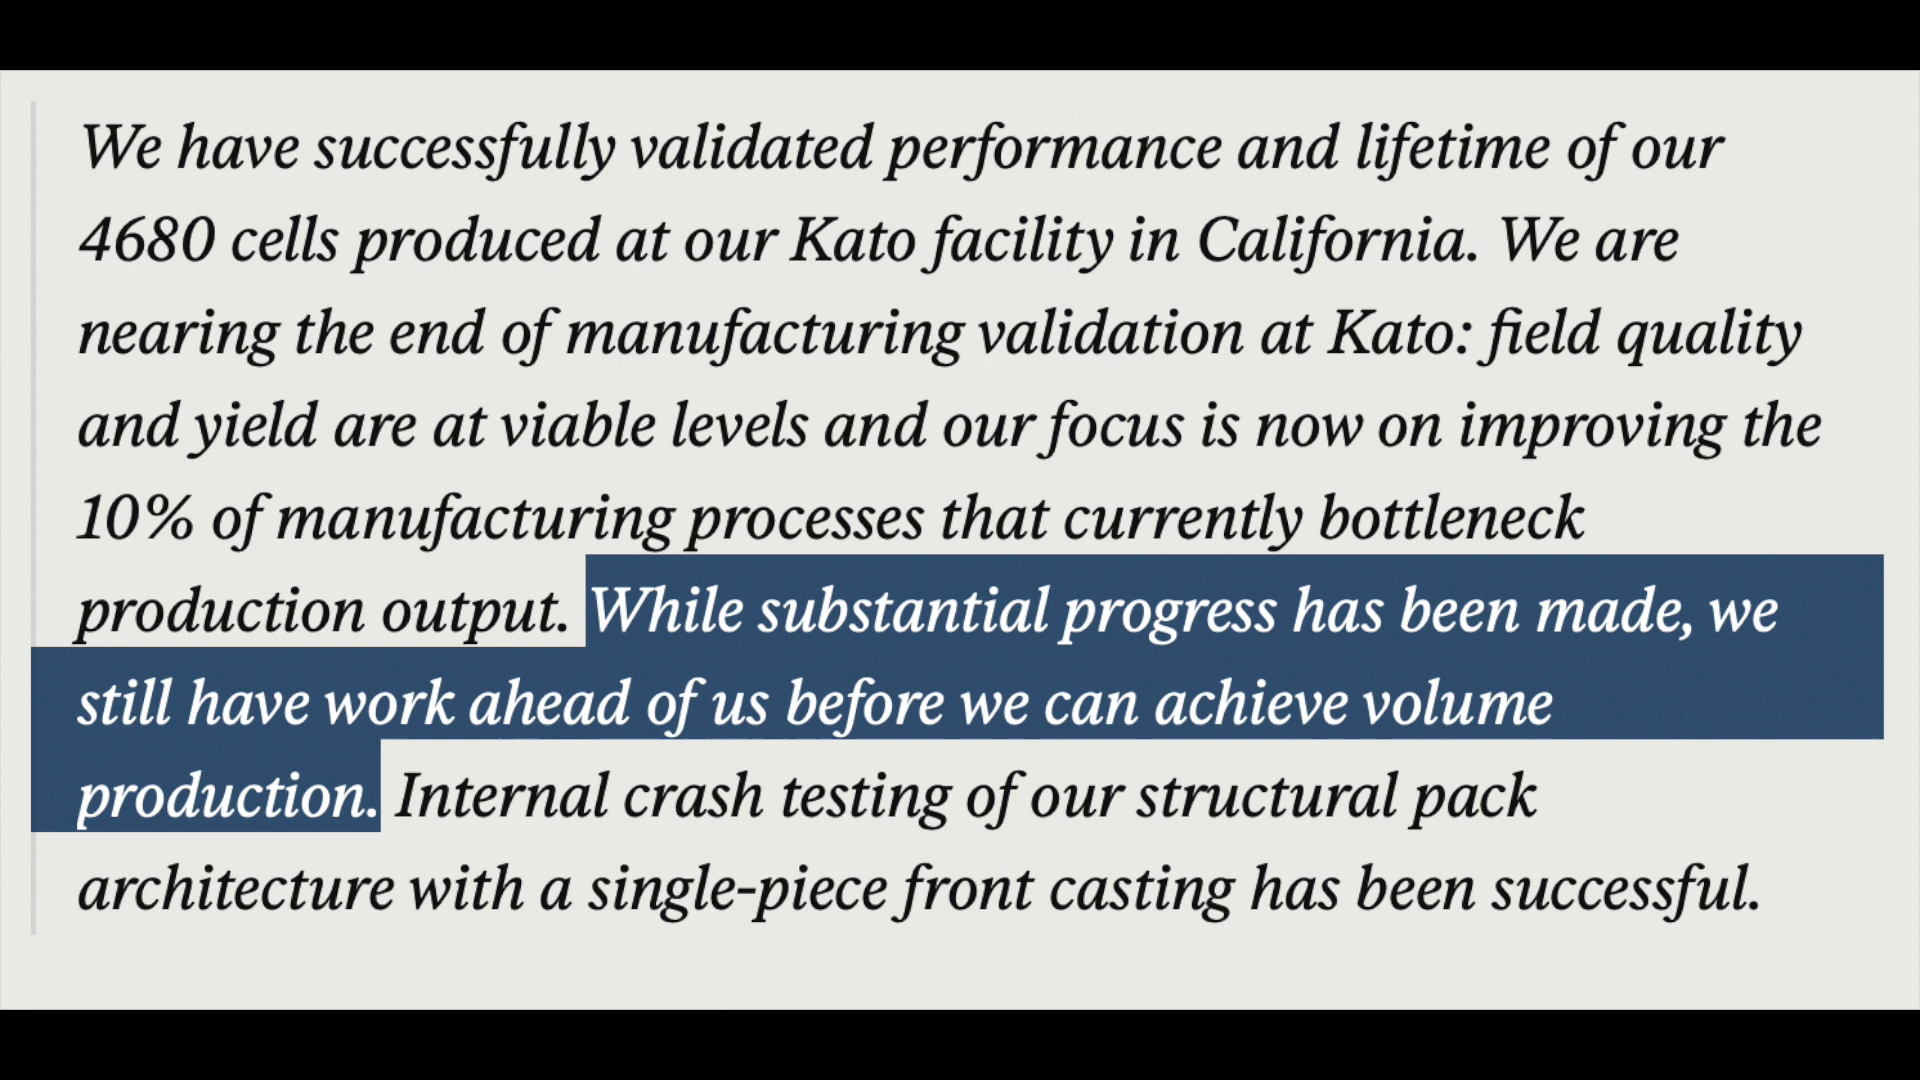 We have successfully validated performance and lifetime of our
4680 cells produced at our Kato facility in California. We are
nearing the end of manufacturing validation at Kato: field quality
and yield are at viable levels and our focus is now on improving the
10% of manufacturing processes that currently bottleneck
production output. While substantial progress has been made, we
still have work ahead of us before we can achieve volume
production. Internal crash testing of our structural pack
architecture with a single-piece front casting has been successful.